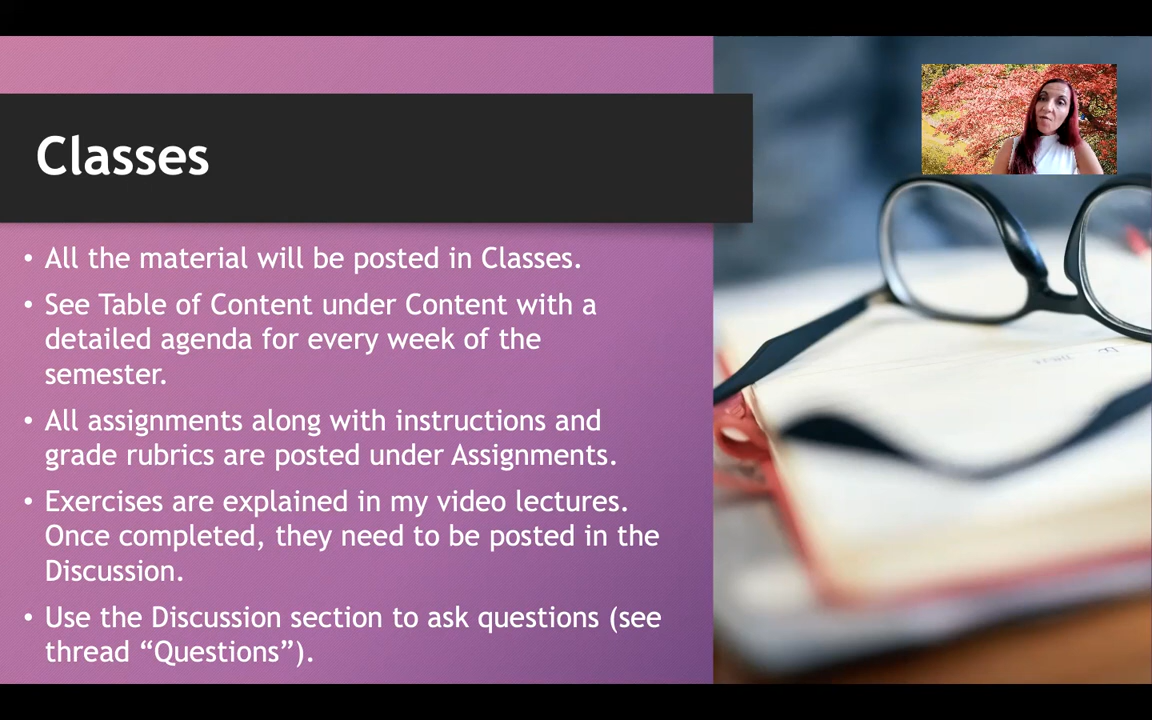 Classes
• All the material will be posted in Classes.
• See Table of Content under Content with a
detailed agenda for every week of the
semester.
• All assignments along with instructions and
grade rubrics are posted under Assignments.
• Exercises are explained in my video lectures.
Once completed, they need to be posted in the
Discussion.
• Use the Discussion section to ask questions (see
thread “Questions”).